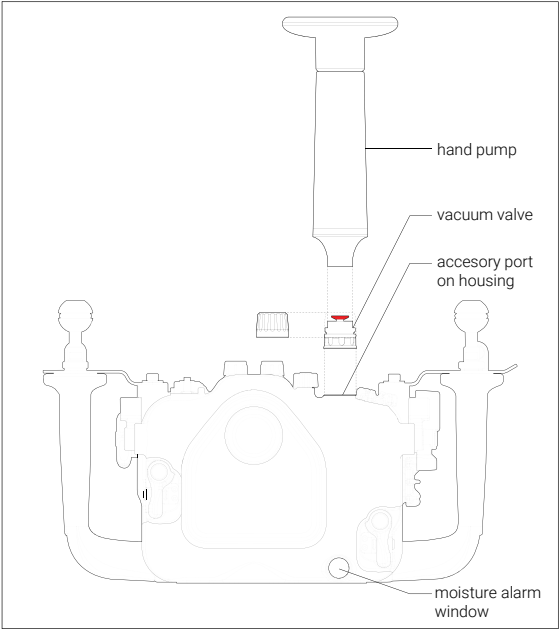 hand pump
vacuum valve
accesory port
on housing
moisture alarm
window